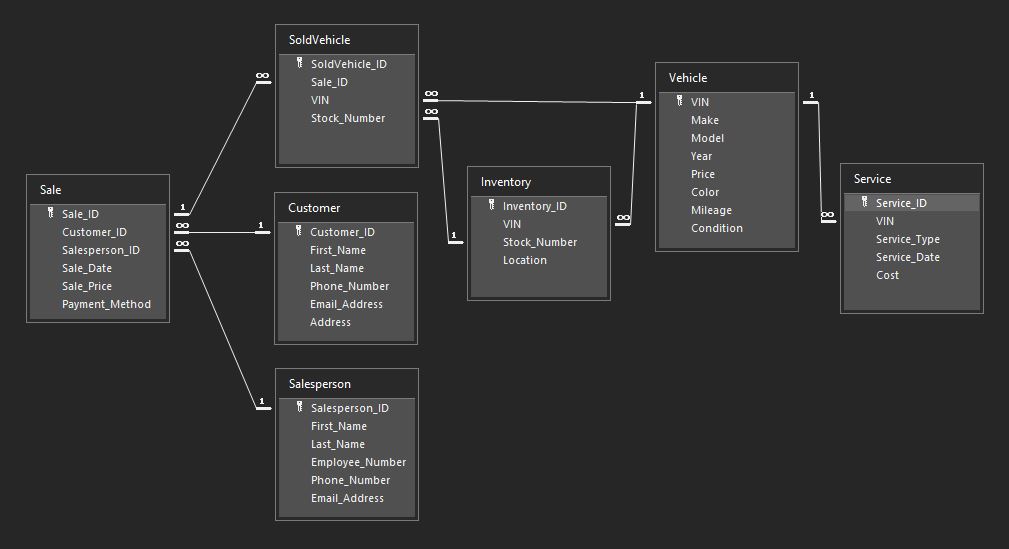 SoldVehicle
SoldVehicle_ID
Sale_ID
VIN
Stock_Number
∞
1
∞
∞
Sale
Sale_ID
Customer_ID
Salesperson_ID
Sale_Date
Sale_Price
Payment_Method
1
∞
∞
Customer
Customer_ID
First_Name
Last_Name
Phone_Number
Email_Address
Address
1
Salesperson
Salesperson_ID
First_Name
Last_Name
Employee_Number
Phone_Number
Email_Address
1
Inventory
Inventory_ID
VIN
Stock_Number
Location
1
∞
Vehicle
VIN
Make
Model
Year
Price
Color
Mileage
Condition
1
Service
Service_ID
VIN
Service_Type
Service_Date
Cost
∞